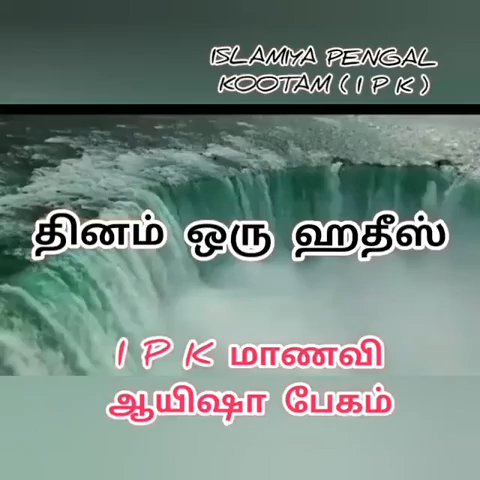 ISLAMIYA PENGAL
KOOTAM ( I P K )
தினம் ஒரு ஹதீஸ்
I P K மாணவி
ஆயிஷா பேகம்